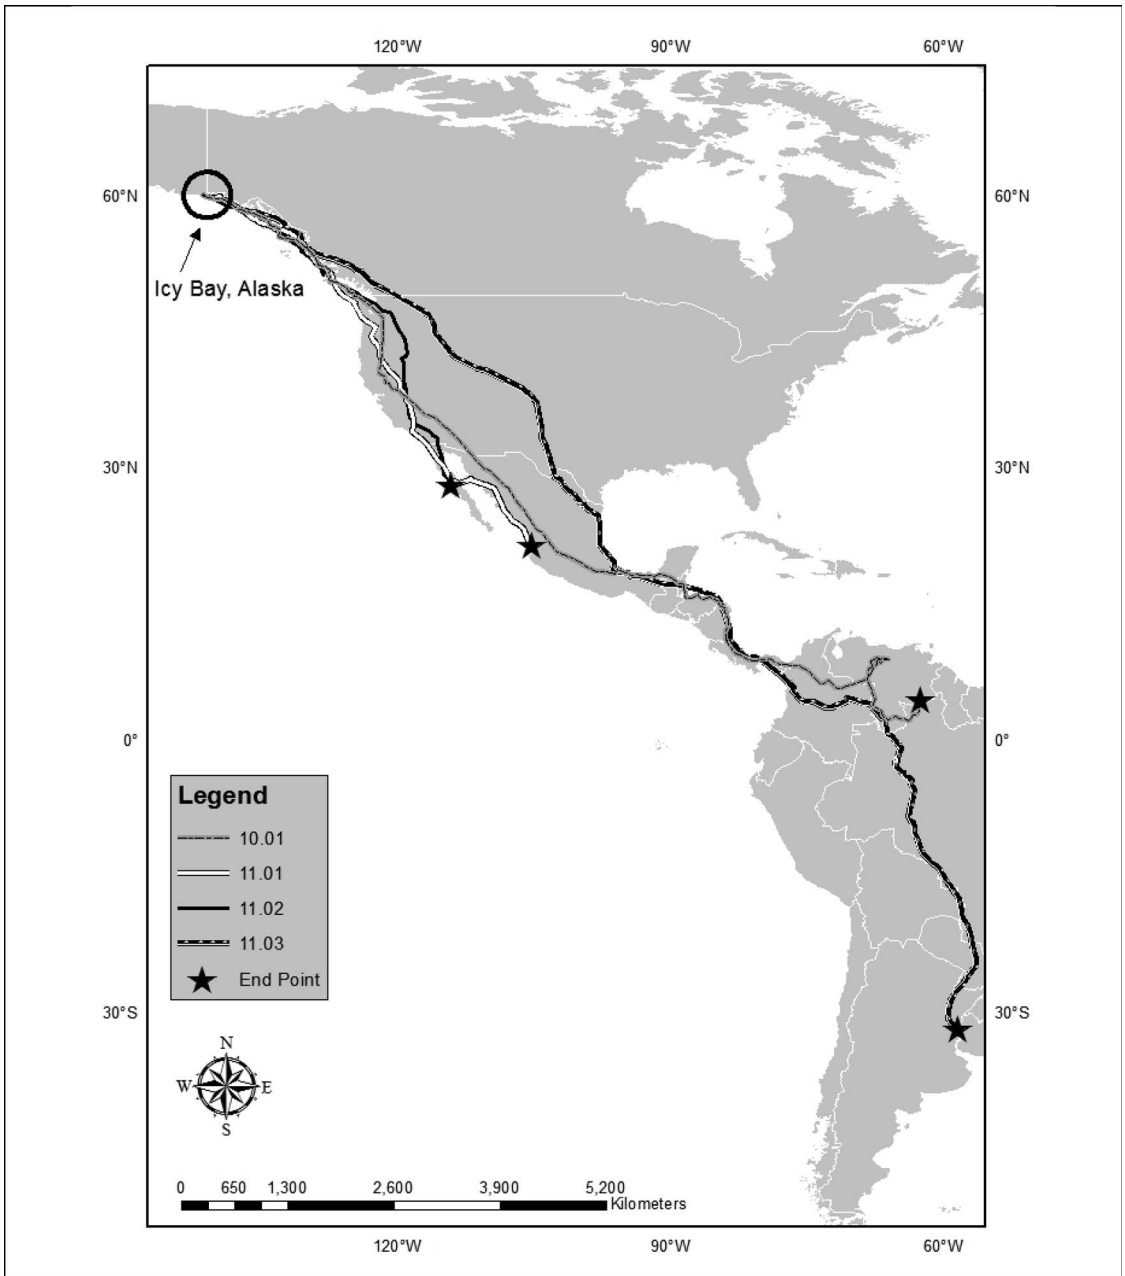 120°W 90°W 60°W
60°N 60°N
Icy Bay, Alaska
30°N 30°N
0° 0°
Legend
10.01
11.01
11.02
11.03
End Point
30°S 30°S
N
W E
S
0 650 1,300 2,600 3,900 5,200
Kilometers
120°W 90°W 60°W